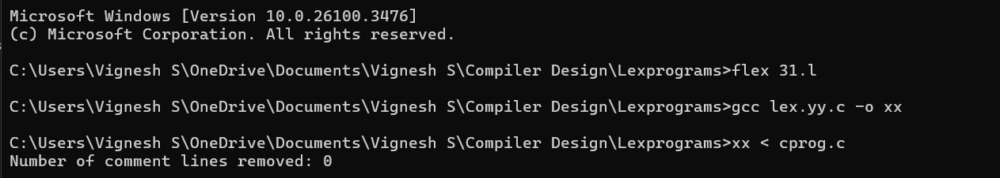 Microsoft Windows [Version 10.0.26100.3476]
(c) Microsoft Corporation. All rights reserved.
C:\Users\Vignesh S\OneDrive\Documents\Vignesh S\Compiler Design\Lexprograms>flex 31.l
C:\Users\Vignesh S\OneDrive\Documents\Vignesh S\Compiler Design\Lexprograms>gcc lex.yy.c -o xx
C:\Users\Vignesh S\OneDrive\Documents\Vignesh S\Compiler Design\Lexprograms>xx < cprog.c
Number of comment lines removed: 0